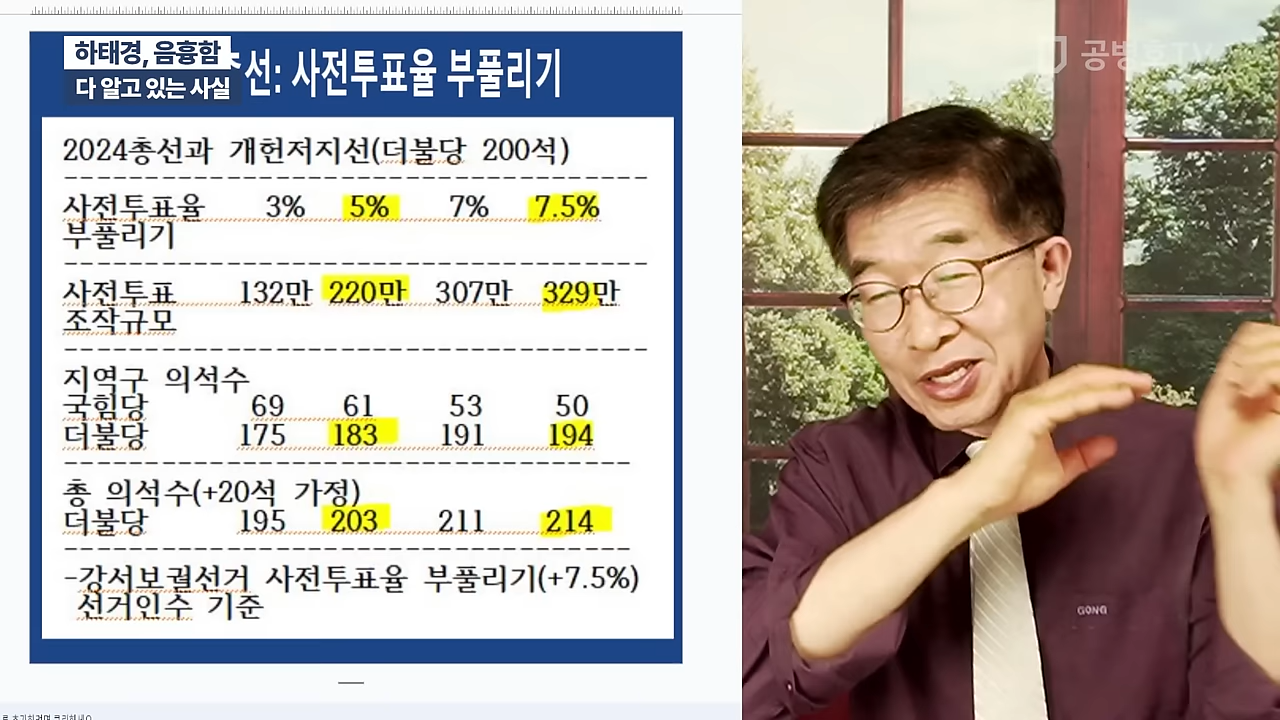 하태경, 음흉함
다 알고 있는 사실
총선: 사전투표율 부풀리기
2024총선과 개헌저지선(더불당 200석)
사전투표율 3% 5% 7% 7.5%
부풀리기
사전투표 132만 220만 307만 329만
조작규모
지역구 의석수
국힘당 69 61 53 50
더불당 175 183 191 194
총 의석수(+20석 가정)
더불당 195 203 211 214
-강서보궐선거 사전투표율 부풀리기(+7.5%)
선거인수 기준
공병호TV
GONG